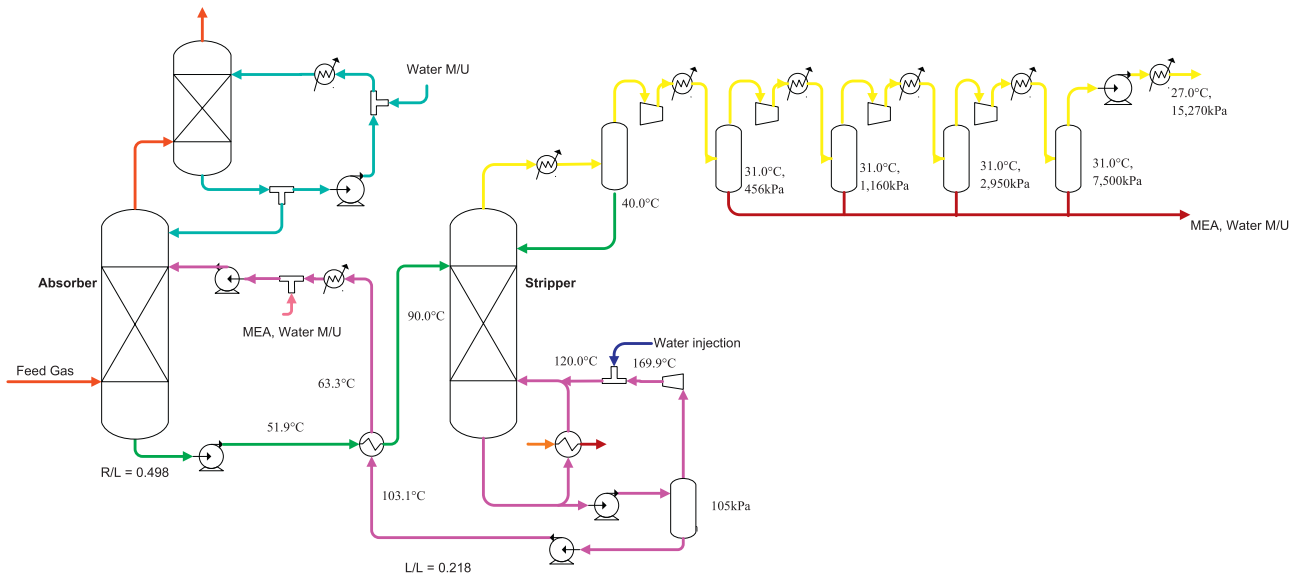 Water M/U
27.0°C,
15,270kPa
31.0°C,
456kPa
31.0°C,
1,160kPa
31.0°C,
2,950kPa
31.0°C,
7,500kPa
40.0°C
MEA, Water M/U
Absorber
Stripper
MEA, Water M/U
90.0°C
Water injection
Feed Gas
63.3°C
120.0°C
169.9°C
51.9°C
R/L = 0.498
103.1°C
105kPa
L/L = 0.218